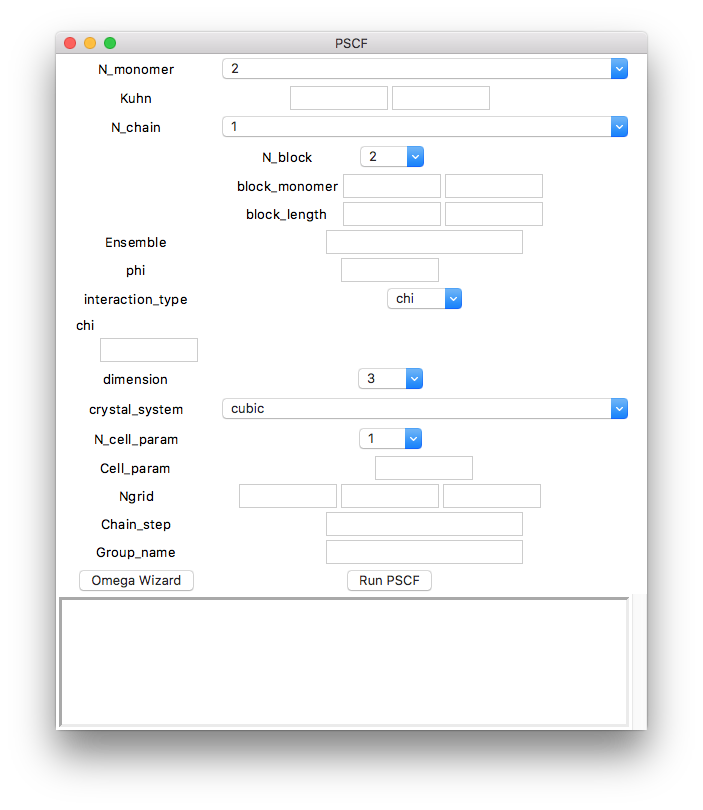 PSCF
N_monomer 2
Kuhn
N_chain 1
N_block 2
block_monomer
block_length
Ensemble
phi
interaction_type chi
chi
dimension 3
crystal_system cubic
N_cell_param 1
Cell_param
Ngrid
Chain_step
Group_name
Omega Wizard Run PSCF